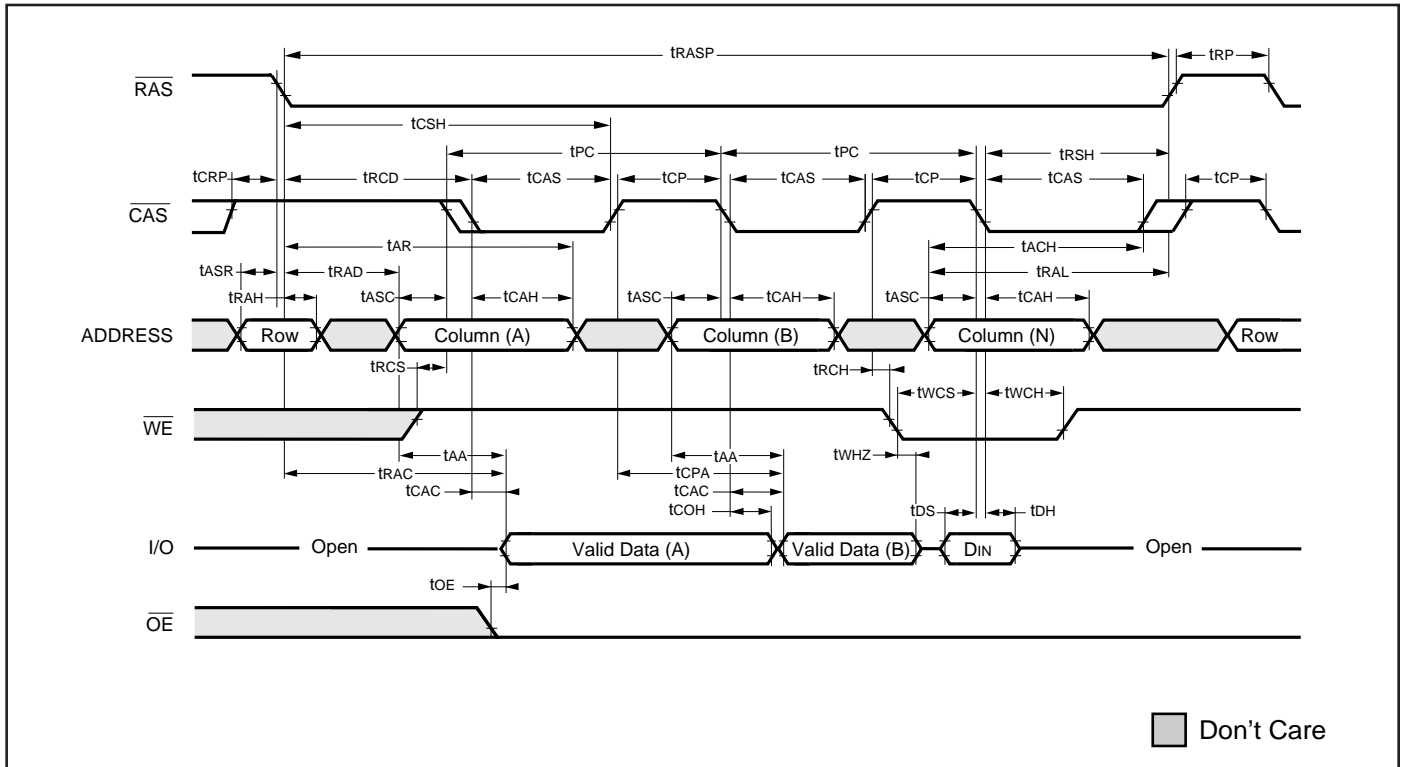 tRASP tRP
RAS
tCSH
tPC tPC tRSH
tCRP tRCD tCAS tCP tCAS tCP tCAS tCP
CAS
tAR tACH
tASR tRAD tRAL
tRAH tASC tCAH tASC tCAH tASC tCAH
ADDRESS Row Column (A) Column (B) Column (N) Row
tRCS tRCH
tWCS tWCH
WE
tAA tAA tWHZ
tRAC tCPA
tCAC tCAC
tCOH tDS tDH
I/O Open Valid Data (A) Valid Data (B) DIN Open
tOE
OE
Don't Care